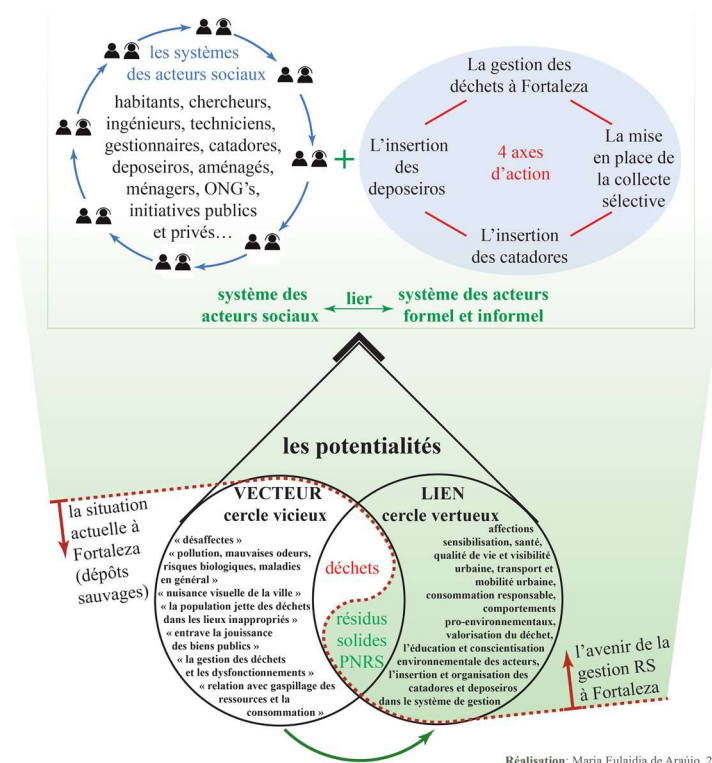 les systèmes
des acteurs sociaux
habitants, chercheurs,
ingénieurs, techniciens,
gestionnaires, catadores,
deposeiros, aménagés,
ménagers, ONG's,
initiatives publics
et privés…
+
La gestion des
déchets à Fortaleza
L'insertion
des
deposeiros
4 axes
d'action
La mise
en place de
la collecte
sélective
L'insertion
des catadores
système des
acteurs sociaux
lier
système des acteurs
formel et informel
les potentialités
la situation
actuelle à
Fortaleza
(dépôts
sauvages)
VECTEUR
cercle vicieux
« désaffectes »
« pollution, mauvaises odeurs,
risques biologiques, maladies
en général »
« nuisance visuelle de la ville »
« la population jette des déchets
dans les lieux inappropriés »
« entrave la jouissance
des biens publics »
« la gestion des déchets
et les dysfonctionnements »
« relation avec gaspillage des
ressources et la
consommation »
déchets
résidus
solides
PNRS
LIEN
cercle vertueux
affections
sensibilisation, santé,
qualité de vie et visibilité
urbaine, transport et
mobilité urbaine,
consommation responsable,
comportements
pro-environnementaux,
valorisation du déchet,
l'éducation et conscientisation
environnementale des acteurs,
l'insertion et organisation des
catadores et deposeiros
dans le système de gestion
l'avenir de la
gestion RS
à Fortaleza
Réalisation: Maria Eulaidia de Araújo, 2